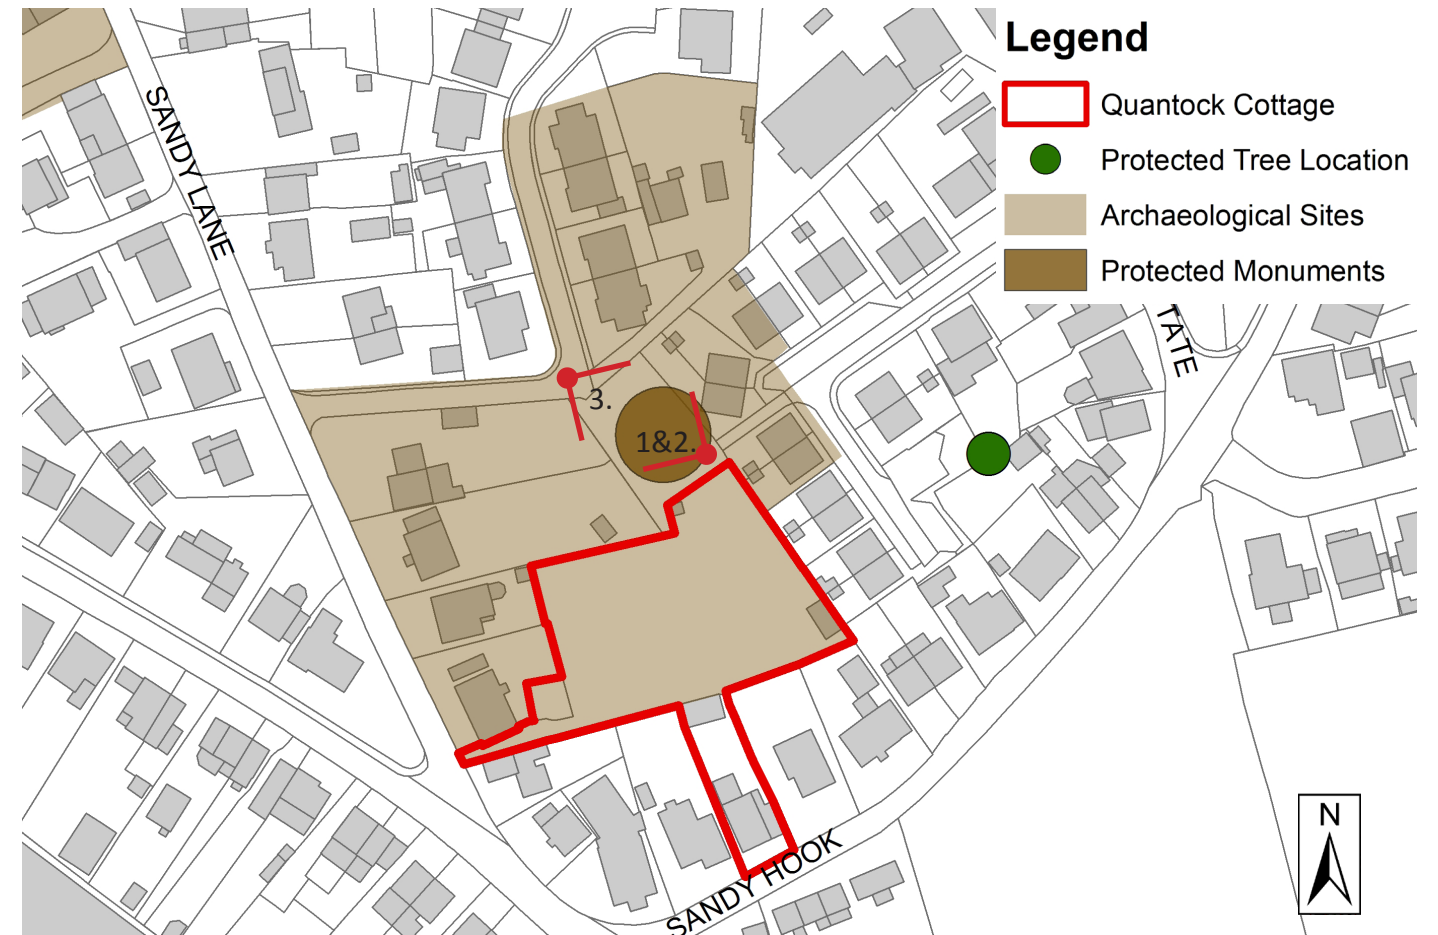 Legend
Quantock Cottage
Protected Tree Location
Archaeological Sites
Protected Monuments
SANDY LANE
TATE
3.
1&2.
SANDY HOOK
N